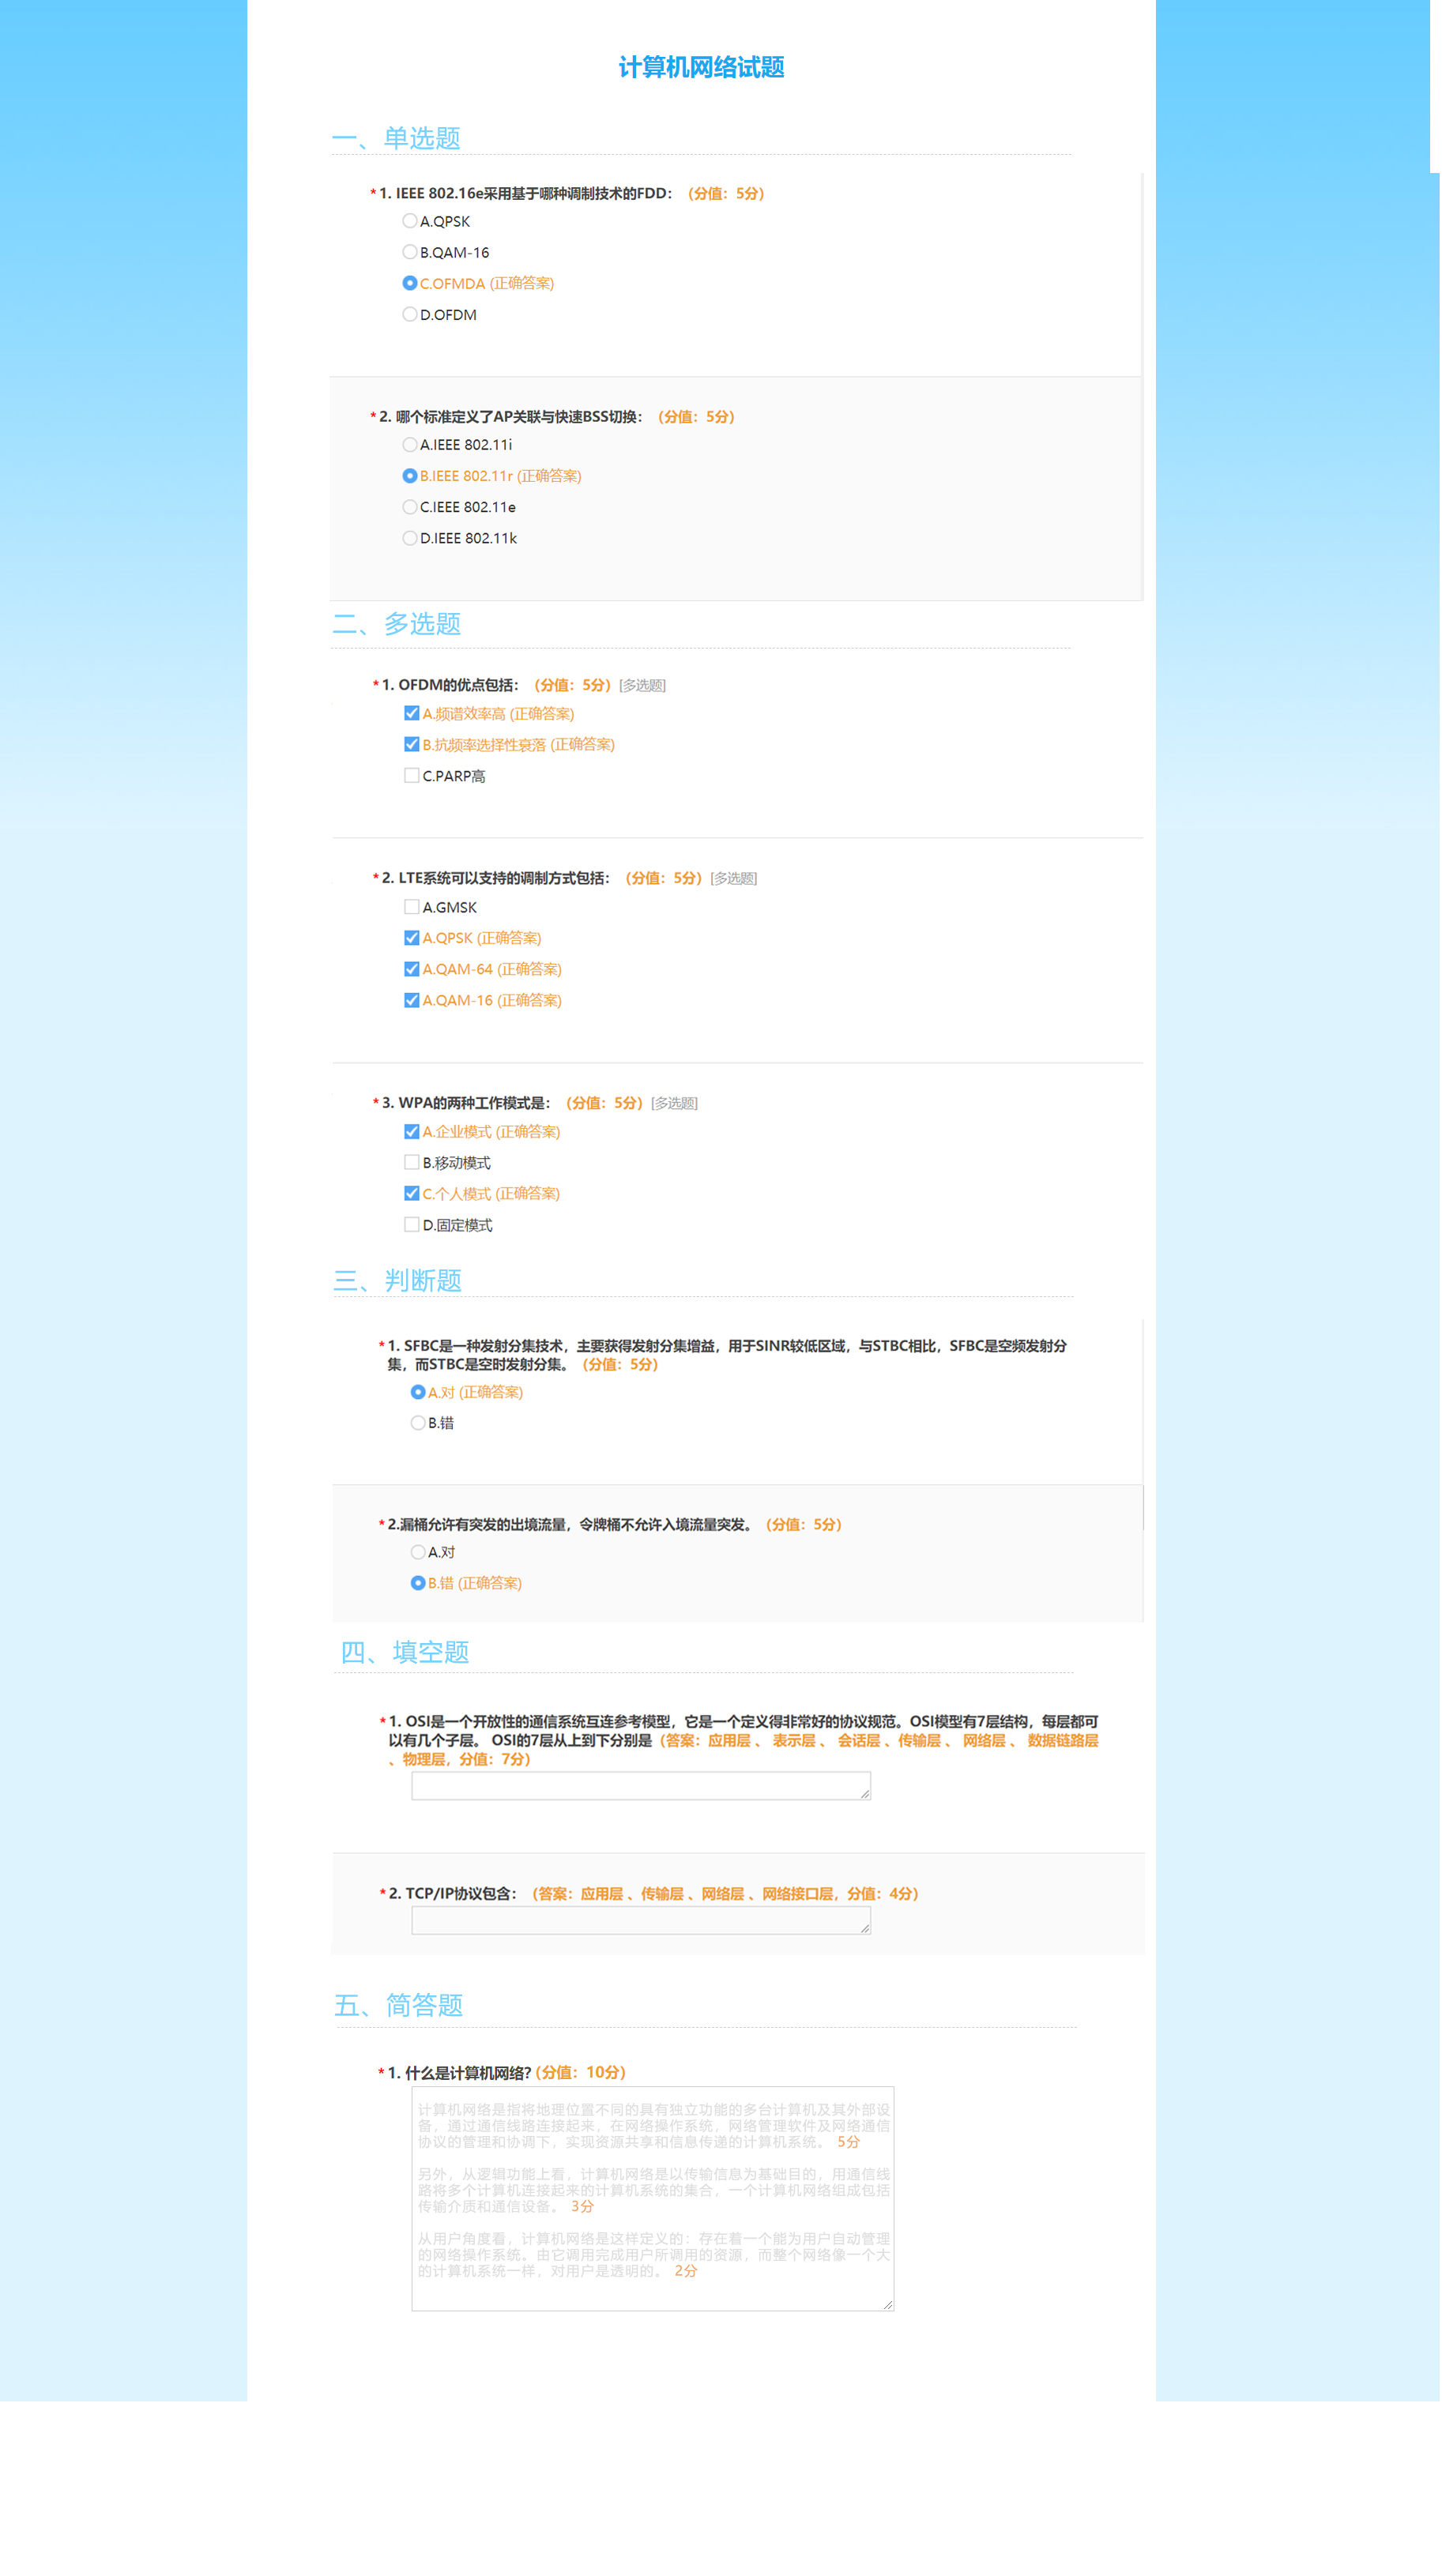 计算机网络试题
一、单选题
*1. IEEE 802.16e采用基于哪种调制技术的FDD：（分值：5分）
A.QPSK
B.QAM-16
C.OFMDA (正确答案)
D.OFDM
*2. 哪个标准定义了AP关联与快速BSS切换：（分值：5分）
A.IEEE 802.11i
B.IEEE 802.11r (正确答案)
C.IEEE 802.11e
D.IEEE 802.11k
二、多选题
*1. OFDM的优点包括：（分值：5分）[多选题]
A.频谱效率高 (正确答案)
B.抗频率选择性衰落 (正确答案)
C.PARP高
*2. LTE系统可以支持的调制方式包括：（分值：5分）[多选题]
A.GMSK
A.QPSK (正确答案)
A.QAM-64 (正确答案)
A.QAM-16 (正确答案)
*3. WPA的两种工作模式是：（分值：5分）[多选题]
A.企业模式 (正确答案)
B.移动模式
C.个人模式 (正确答案)
D.固定模式
三、判断题
*1. SFBC是一种发射分集技术，主要获得发射分集增益，用于SINR较低区域，与STBC相比，SFBC是空频发射分
集，而STBC是空时发射分集。（分值：5分）
A.对 (正确答案)
B.错
*2.漏桶允许有突发的出境流量，令牌桶不允许入境流量突发。（分值：5分）
A.对
B.错 (正确答案)
四、填空题
*1. OSI是一个开放性的通信系统互连参考模型，它是一个定义得非常好的协议规范。OSI模型有7层结构，每层都可
以有几个子层。 OSI的7层从上到下分别是（答案：应用层 、 表示层 、 会话层 、传输层 、 网络层 、 数据链路层
、物理层，分值：7分）
*2. TCP/IP协议包含：（答案：应用层 、传输层 、网络层 、网络接口层，分值：4分）
五、简答题
*1. 什么是计算机网络?（分值：10分）
计算机网络是指将地理位置不同的具有独立功能的多台计算机及其外部设
备，通过通信线路连接起来，在网络操作系统，网络管理软件及网络通信
协议的管理和协调下，实现资源共享和信息传递的计算机系统。 5分
另外，从逻辑功能上看，计算机网络是以传输信息为基础目的，用通信线
路将多个计算机连接起来的计算机系统的集合，一个计算机网络组成包括
传输介质和通信设备。 3分
从用户角度看，计算机网络是这样定义的：存在着一个能为用户自动管理
的网络操作系统。由它调用完成用户所调用的资源，而整个网络像一个大
的计算机系统一样，对用户是透明的。 2分